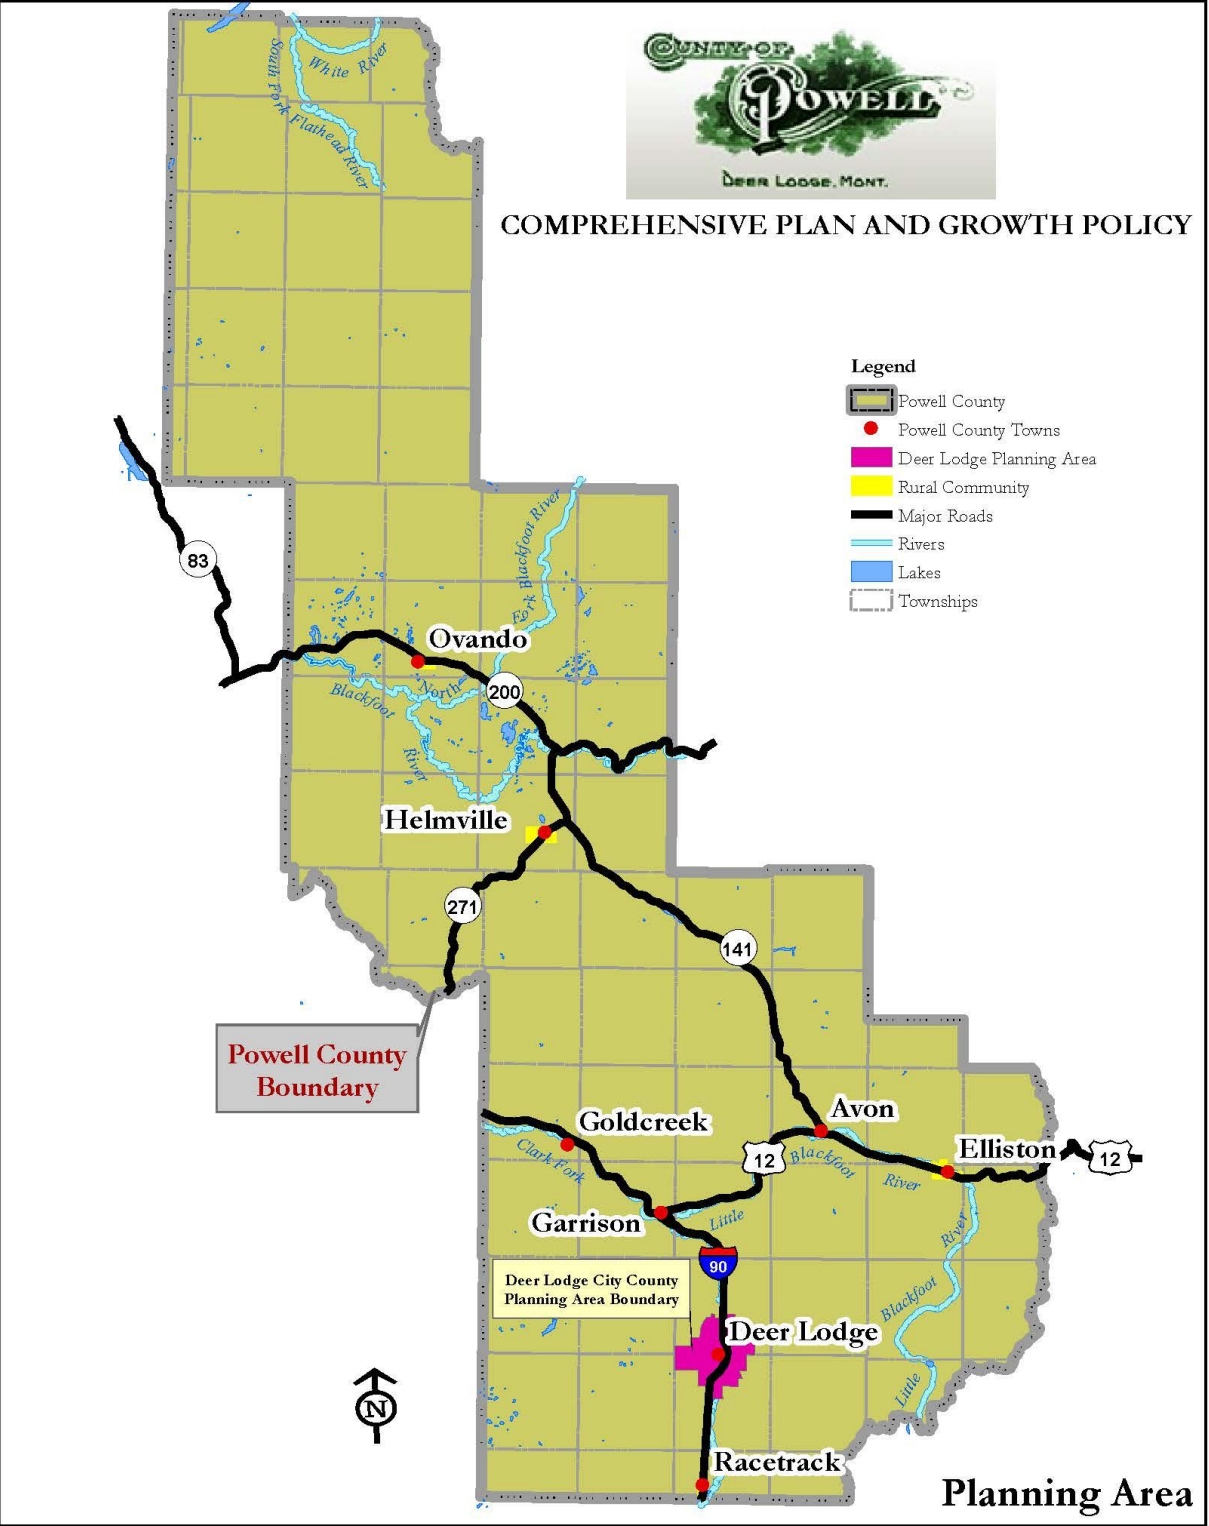 COUNTY OF
POWELL
DEER LODGE, MONT.
COMPREHENSIVE PLAN AND GROWTH POLICY
White River
South Fork Flathead River
Legend
Powell County
Powell County Towns
Deer Lodge Planning Area
Rural Community
Major Roads
Rivers
Lakes
Townships
83
North Fork Blackfoot River
Ovando
200
Blackfoot River
Helmville
271
141
Powell County
Boundary
Goldcreek
Avon
Clark Fork
12
Little Blackfoot River
Elliston
12
Garrison
90
Deer Lodge City County
Planning Area Boundary
Deer Lodge
Little Blackfoot River
N
Racetrack
Planning Area